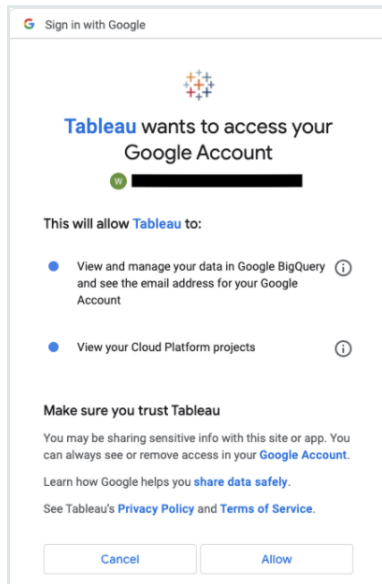 Sign in with Google
Tableau wants to access your
Google Account
W
This will allow Tableau to:
View and manage your data in Google BigQuery
and see the email address for your Google
Account
View your Cloud Platform projects
Make sure you trust Tableau
You may be sharing sensitive info with this site or app. You
can always see or remove access in your Google Account.
Learn how Google helps you share data safely.
See Tableau's Privacy Policy and Terms of Service.
Cancel Allow